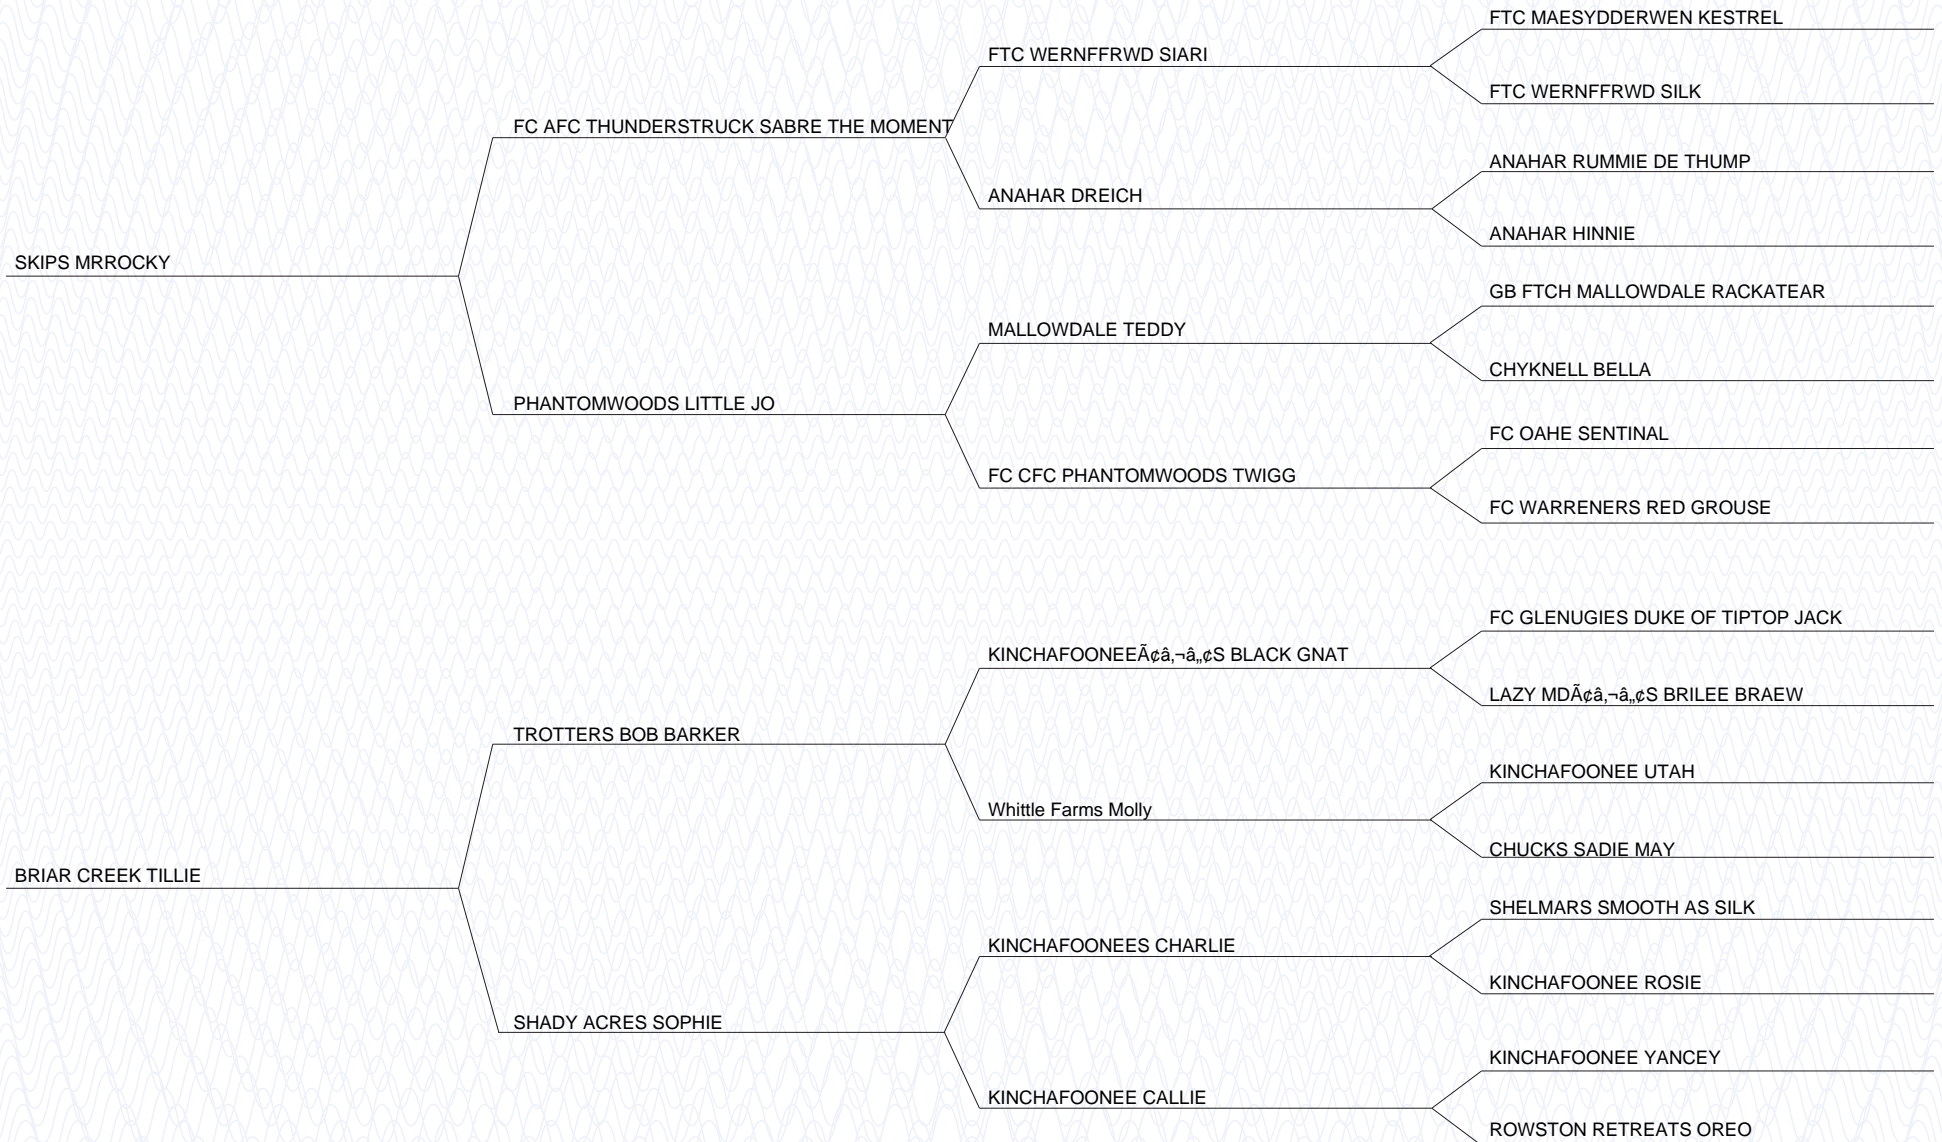 FTC MAESYDDERWEN KESTREL
FTC WERNFFRWD SIARI
FTC WERNFFRWD SILK
FC AFC THUNDERSTRUCK SABRE THE MOMENT
ANAHAR RUMMIE DE THUMP
ANAHAR DREICH
ANAHAR HINNIE
SKIPS MRROCKY
GB FTCH MALLOWDALE RACKATEAR
MALLOWDALE TEDDY
CHYKNELL BELLA
PHANTOMWOODS LITTLE JO
FC OAHE SENTINAL
FC CFC PHANTOMWOODS TWIGG
FC WARRENERS RED GROUSE
FC GLENUGIES DUKE OF TIPTOP JACK
KINCHAFOONEEÃ¢â‚¬â„¢S BLACK GNAT
LAZY MDÃ¢â‚¬â„¢S BRILEE BRAEW
TROTTERS BOB BARKER
KINCHAFOONEE UTAH
Whittle Farms Molly
CHUCKS SADIE MAY
BRIAR CREEK TILLIE
SHELMARS SMOOTH AS SILK
KINCHAFOONEES CHARLIE
KINCHAFOONEE ROSIE
SHADY ACRES SOPHIE
KINCHAFOONEE YANCEY
KINCHAFOONEE CALLIE
ROWSTON RETREATS OREO